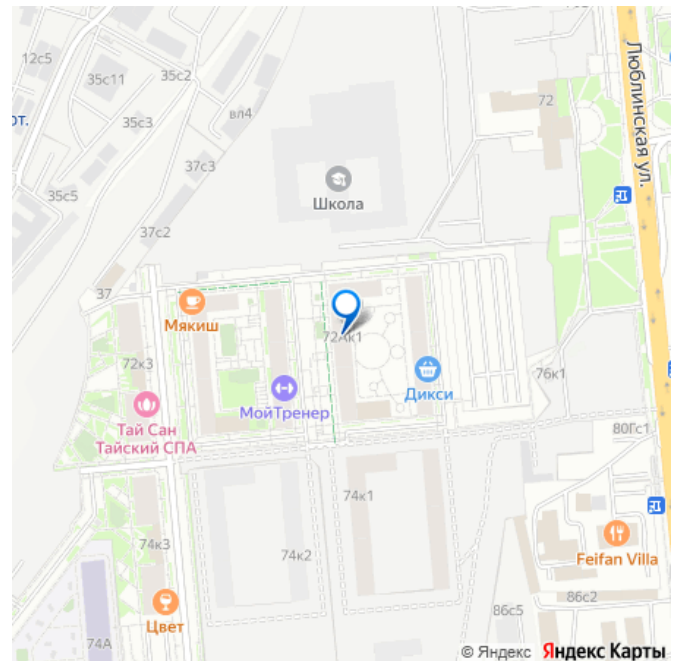 12с5
35с11
35с2
35с3
вл4
от.
37с3
35с5
37с2
Школа
72
Люблинская ул.
37
Мякиш
72Ак1
72к3
МойТренер
Дикси
76к1
Тай Сан
Тайский СПА
80Гс1
74к1
74к3
74к2
Feifan Villa
Цвет
86с5
86с2
74А
© Яндекс Яндекс Карты